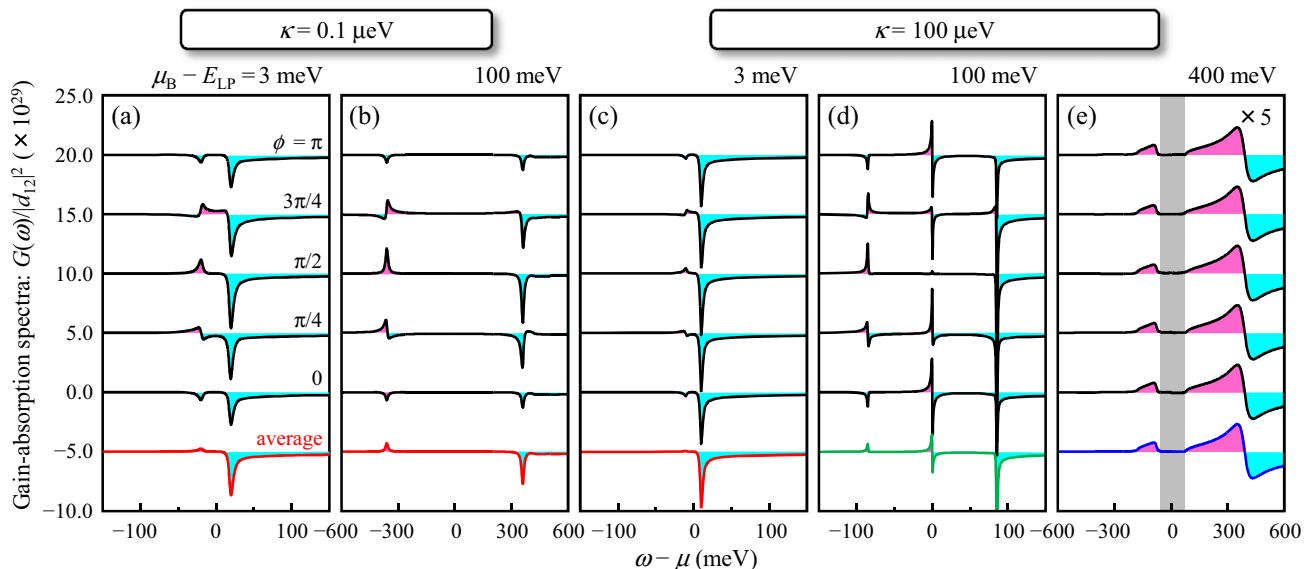 κ = 0.1 μeV
κ = 100 μeV
μB − ELP = 3 meV
100 meV
3 meV
100 meV
400 meV
Gain-absorption spectra: G(ω)/|d12|² (×10²⁹)
25.0
20.0
15.0
10.0
5.0
0.0
−5.0
−10.0
(a)
ϕ = π
3π/4
π/2
π/4
0
average
(b)
(c)
(d)
(e)
× 5
−100
0
100
−600
−300
0
300
600
−100
0
100
−100
0
100
−600
−300
0
300
600
ω − μ (meV)